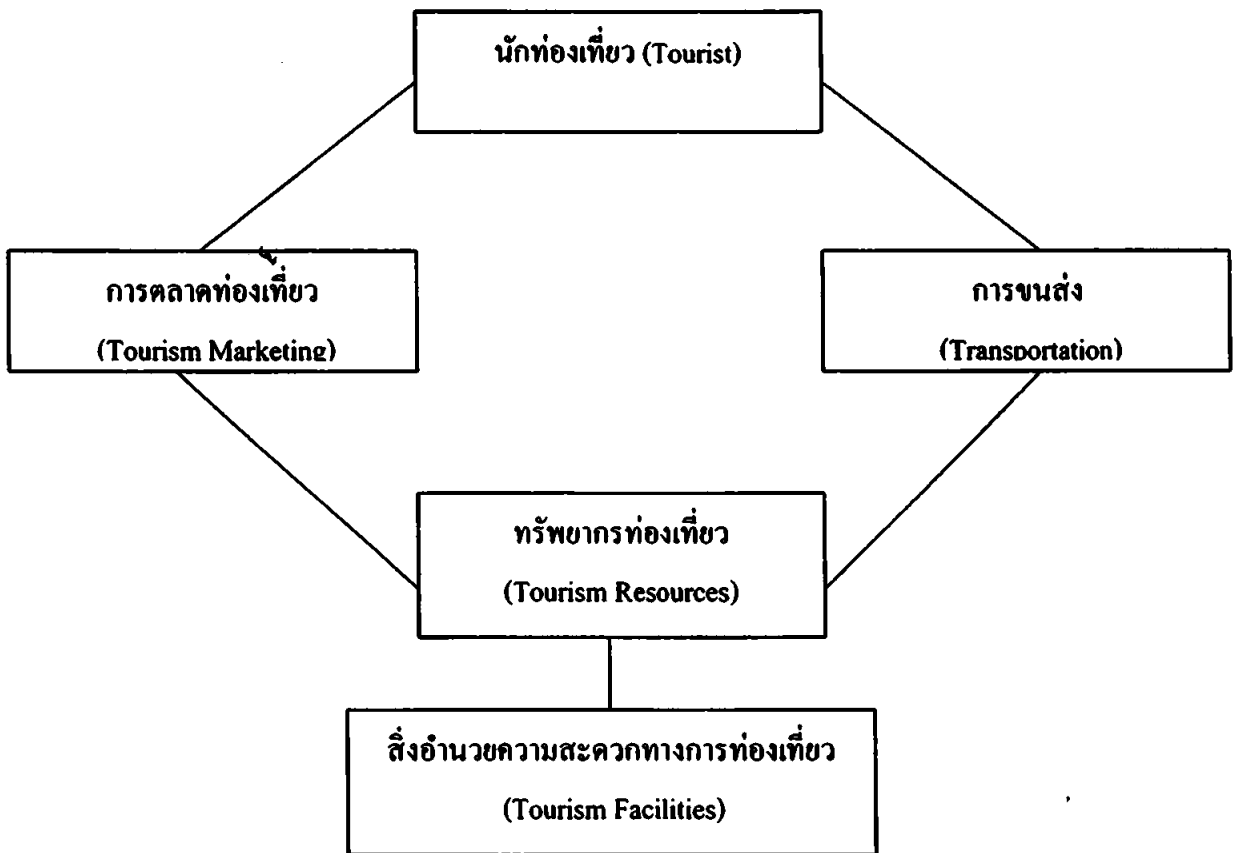 นักท่องเที่ยว (Tourist)
การตลาดท่องเที่ยว
(Tourism Marketing)
การขนส่ง
(Transportation)
ทรัพยากรท่องเที่ยว
(Tourism Resources)
สิ่งอำนวยความสะดวกทางการท่องเที่ยว
(Tourism Facilities)